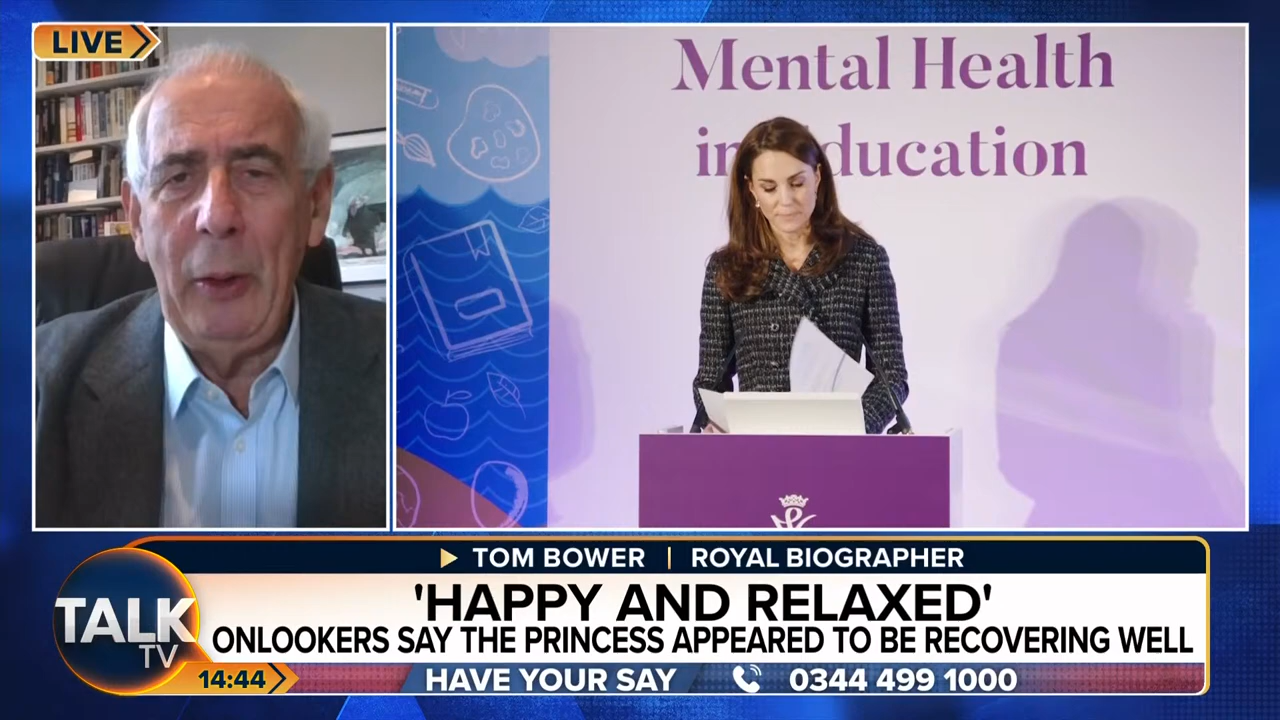 LIVE
Mental Health
in Education
TOM BOWER | ROYAL BIOGRAPHER
'HAPPY AND RELAXED'
ONLOOKERS SAY THE PRINCESS APPEARED TO BE RECOVERING WELL
TALK
TV
14:44
HAVE YOUR SAY 0344 499 1000